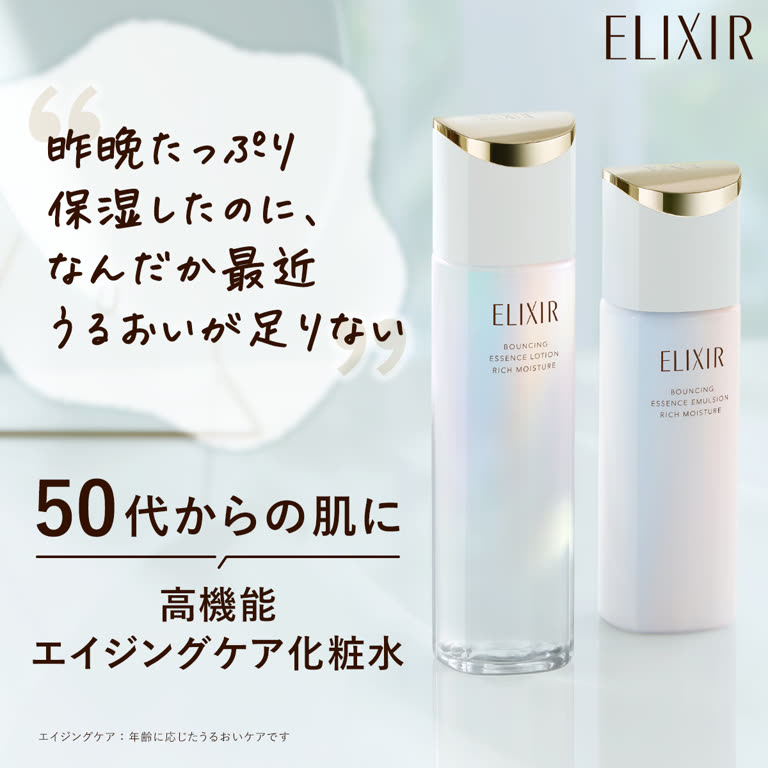 ELIXIR
“昨晩たっぷり
保湿したのに、
なんだか最近
うるおいが足りない”
ELIXIR
BOUNCING
ESSENCE LOTION
RICH MOISTURE
ELIXIR
BOUNCING
ESSENCE EMULSION
RICH MOISTURE
50代からの肌に
高機能
エイジングケア化粧水
エイジングケア：年齢に応じたうるおいケアです